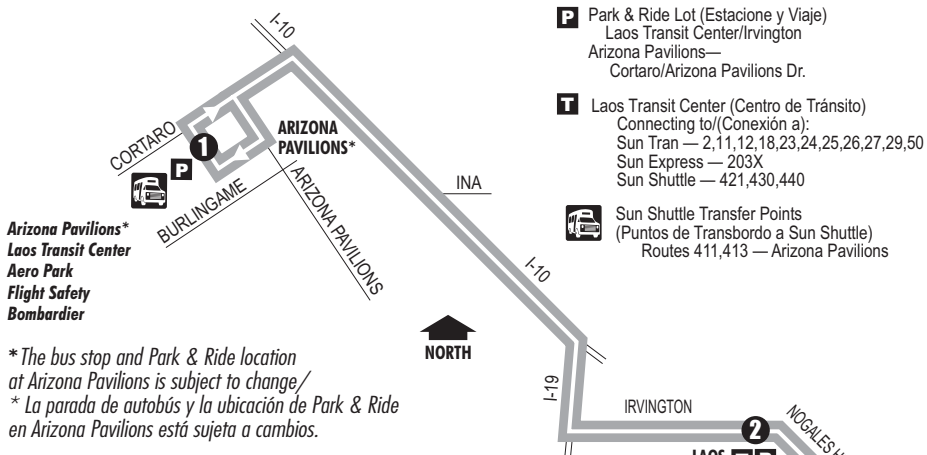 I-10
P Park & Ride Lot (Estacione y Viaje)
Laos Transit Center/Irvington
Arizona Pavilions—
Cortaro/Arizona Pavilions Dr.
T Laos Transit Center (Centro de Tránsito)
Connecting to/(Conexión a):
Sun Tran — 2,11,12,18,23,24,25,26,27,29,50
Sun Express — 203X
Sun Shuttle — 421,430,440
Sun Shuttle Transfer Points
(Puntos de Transbordo a Sun Shuttle)
Routes 411,413 — Arizona Pavilions
CORTARO
1
P
ARIZONA
PAVILIONS*
BURLINGAME
ARIZONA PAVILIONS
INA
I-10
Arizona Pavilions*
Laos Transit Center
Aero Park
Flight Safety
Bombardier
NORTH
*The bus stop and Park & Ride location
at Arizona Pavilions is subject to change/
* La parada de autobús y la ubicación de Park & Ride
en Arizona Pavilions está sujeta a cambios.
I-19
IRVINGTON
2
NOGALES
LAOS